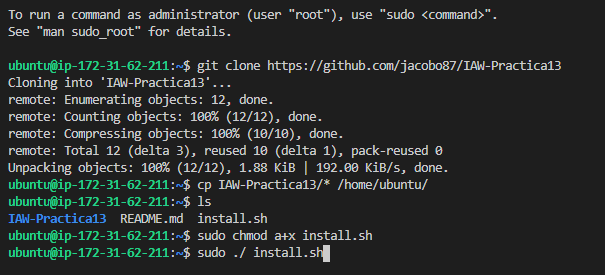 To run a command as administrator (user "root"), use "sudo <command>".
See "man sudo_root" for details.
ubuntu@ip-172-31-62-211:~$ git clone https://github.com/jacobo87/IAW-Practica13
Cloning into 'IAW-Practica13'...
remote: Enumerating objects: 12, done.
remote: Counting objects: 100% (12/12), done.
remote: Compressing objects: 100% (10/10), done.
remote: Total 12 (delta 3), reused 10 (delta 1), pack-reused 0
Unpacking objects: 100% (12/12), 1.88 KiB | 192.00 KiB/s, done.
ubuntu@ip-172-31-62-211:~$ cp IAW-Practica13/* /home/ubuntu/
ubuntu@ip-172-31-62-211:~$ ls
IAW-Practica13  README.md  install.sh
ubuntu@ip-172-31-62-211:~$ sudo chmod a+x install.sh
ubuntu@ip-172-31-62-211:~$ sudo ./ install.sh